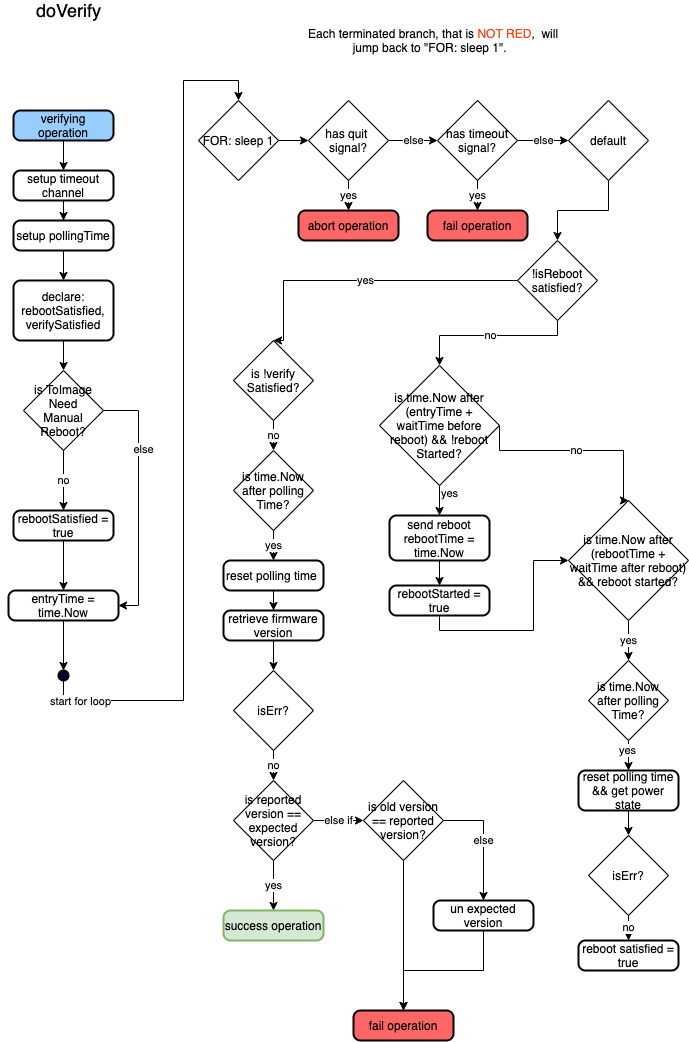 doVerify
Each terminated branch, that is NOT RED,  will
jump back to "FOR: sleep 1".
verifying
operation
setup timeout
channel
setup pollingTime
declare:
rebootSatisfied,
verifySatisfied
is ToImage
Need
Manual
Reboot?
else
no
rebootSatisfied =
true
entryTime =
time.Now
start for loop
FOR: sleep 1
has quit
signal?
else
has timeout
signal?
else
default
yes
yes
abort operation
fail operation
!isReboot
satisfied?
yes
no
is !verify
Satisfied?
no
is time.Now
after polling
Time?
yes
reset polling time
retrieve firmware
version
isErr?
no
is reported
version ==
expected
version?
else if
is old version
== reported
version?
else
yes
success operation
un expected
version
fail operation
is time.Now after
(entryTime +
waitTime before
reboot) && !reboot
Started?
no
yes
send reboot
rebootTime =
time.Now
rebootStarted =
true
is time.Now after
(rebootTime +
waitTime after reboot)
&& reboot started?
yes
is time.Now
after polling
Time?
yes
reset polling time
&& get power
state
isErr?
no
reboot satisfied =
true